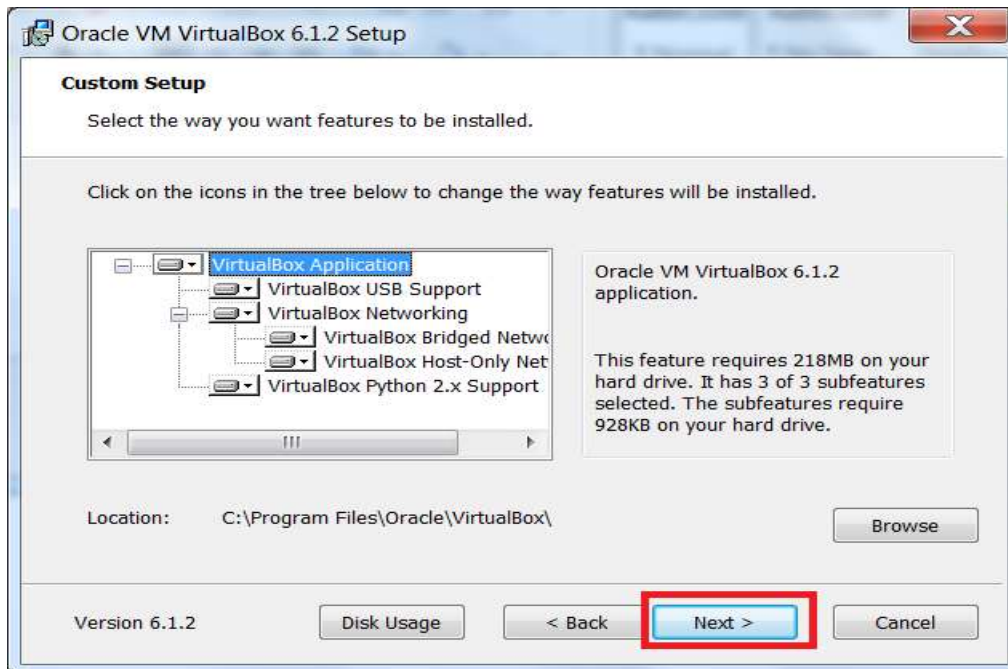 Oracle VM VirtualBox 6.1.2 Setup
Custom Setup
Select the way you want features to be installed.
Click on the icons in the tree below to change the way features will be installed.
VirtualBox Application
VirtualBox USB Support
VirtualBox Networking
VirtualBox Bridged Netwo
VirtualBox Host-Only Net
VirtualBox Python 2.x Support
Oracle VM VirtualBox 6.1.2
application.
This feature requires 218MB on your
hard drive. It has 3 of 3 subfeatures
selected. The subfeatures require
928KB on your hard drive.
Location: C:\Program Files\Oracle\VirtualBox\
Browse
Version 6.1.2
Disk Usage
< Back
Next >
Cancel